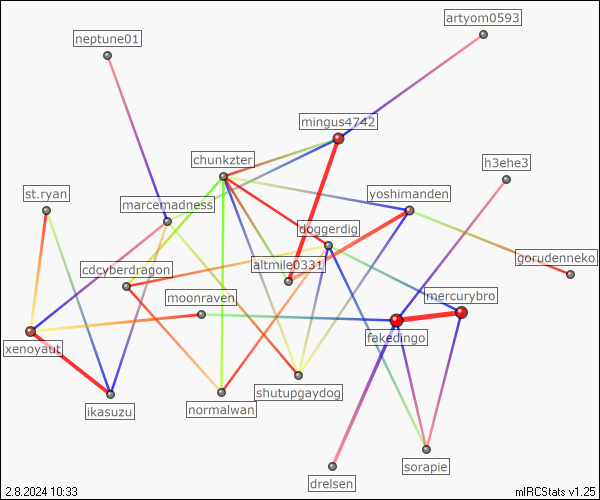 artyom0593
neptune01
mingus4742
chunkzter
h3ehe3
st.ryan
yoshimanden
marcemadness
doggerdig
gorudenneko
cdcyberdragon
altmile0331
moonraven
mercurybro
fakedingo
xenoyaut
shutupgaydog
ikasuzu
normalwan
sorapie
drelsen
2.8.2024 10:33
mIRCStats v1.25